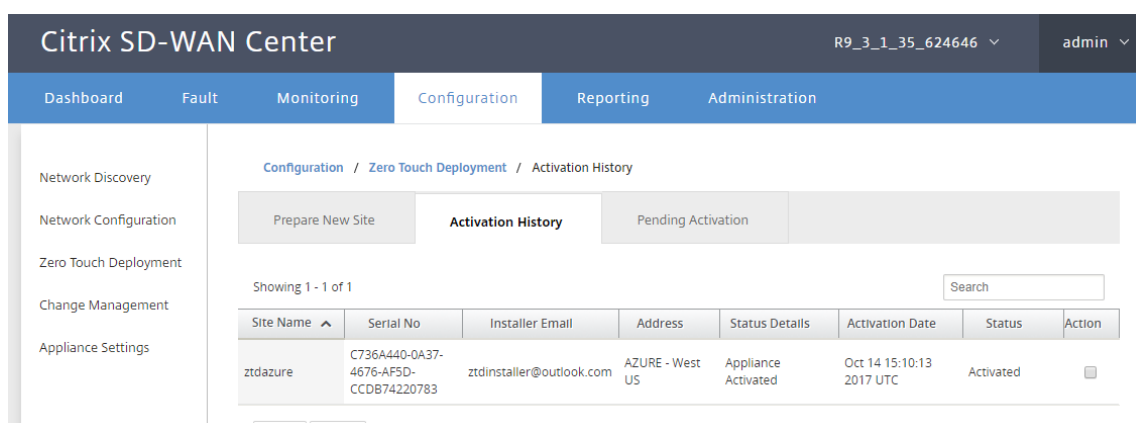 Citrix SD-WAN Center
R9_3_1_35_624646
admin
Dashboard Fault Monitoring Configuration Reporting Administration
Network Discovery
Network Configuration
Zero Touch Deployment
Change Management
Appliance Settings
Configuration / Zero Touch Deployment / Activation History
Prepare New Site Activation History Pending Activation
Showing 1 - 1 of 1
Search
Site Name Serial No Installer Email Address Status Details Activation Date Status Action
ztdazure
C736A440-0A37-
4676-AF5D-
CCDB74220783
ztdinstaller@outlook.com
AZURE - West
US
Appliance
Activated
Oct 14 15:10:13
2017 UTC
Activated